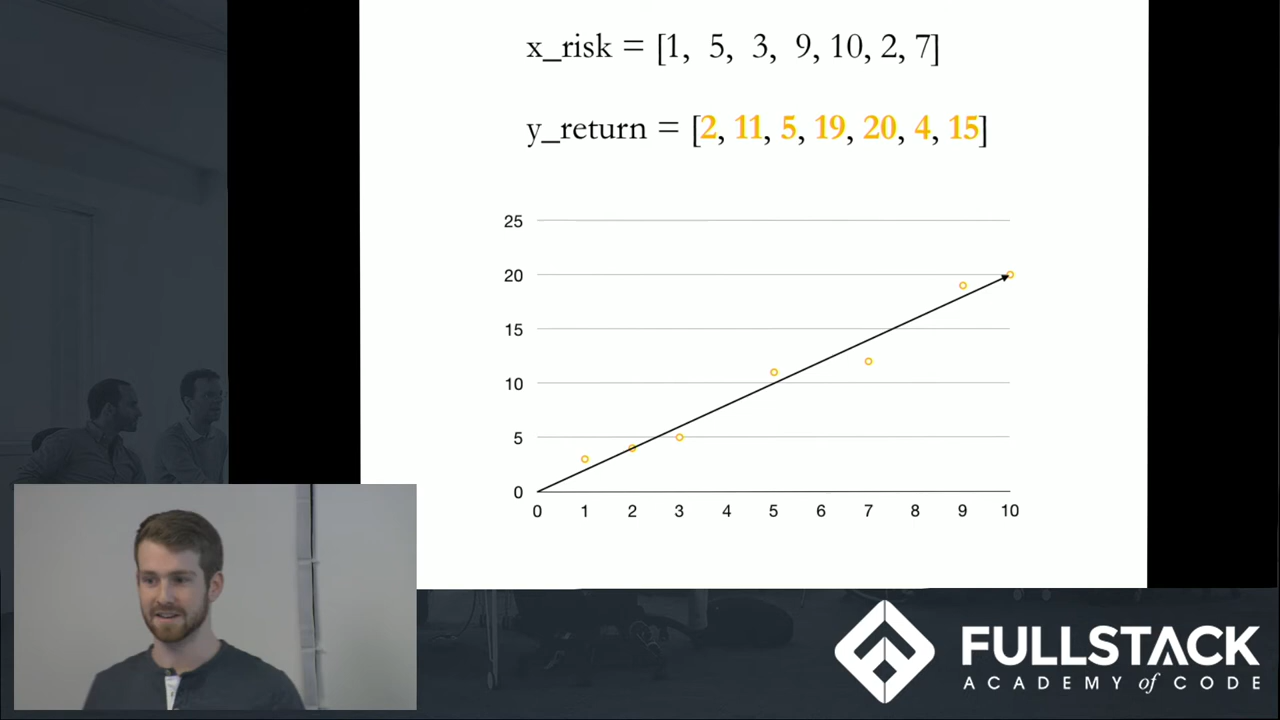 x_risk = [1, 5, 3, 9, 10, 2, 7]
y_return = [2, 11, 5, 19, 20, 4, 15]
25
20
15
10
5
0
0 1 2 3 4 5 6 7 8 9 10
FULLSTACK
ACADEMY of CODE